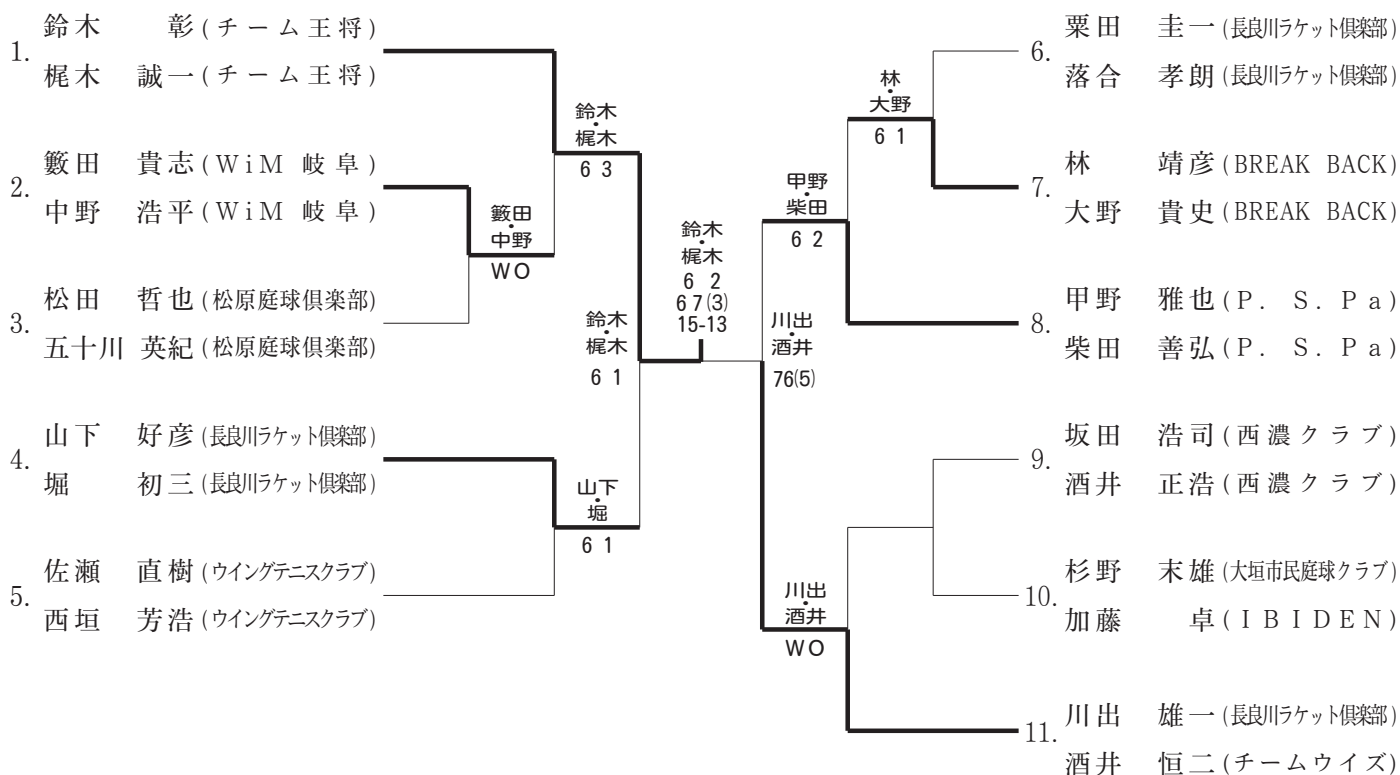 1.
鈴木 彰(チーム王将)
梶木 誠一(チーム王将)
2.
籔田 貴志(WiM 岐阜)
中野 浩平(WiM 岐阜)
3.
松田 哲也(松原庭球倶楽部)
五十川 英紀(松原庭球倶楽部)
4.
山下 好彦(長良川ラケット倶楽部)
堀 初三(長良川ラケット倶楽部)
5.
佐瀬 直樹(ウイングテニスクラブ)
西垣 芳浩(ウイングテニスクラブ)
籔田・
中野
WO
鈴木・
梶木
6 3
山下・
堀
6 1
鈴木・
梶木
6 1
鈴木・
梶木
6 2
6 7(3)
15-13
川出・
酒井
76(5)
甲野・
柴田
6 2
川出・
酒井
WO
林・
大野
6 1
6.
粟田 圭一(長良川ラケット倶楽部)
落合 孝朗(長良川ラケット倶楽部)
7.
林 靖彦(BREAK BACK)
大野 貴史(BREAK BACK)
8.
甲野 雅也(P. S. Pa)
柴田 善弘(P. S. Pa)
9.
坂田 浩司(西濃クラブ)
酒井 正浩(西濃クラブ)
10.
杉野 末雄(大垣市民庭球クラブ)
加藤 卓(IBIDEN)
11.
川出 雄一(長良川ラケット倶楽部)
酒井 恒二(チームウイズ)